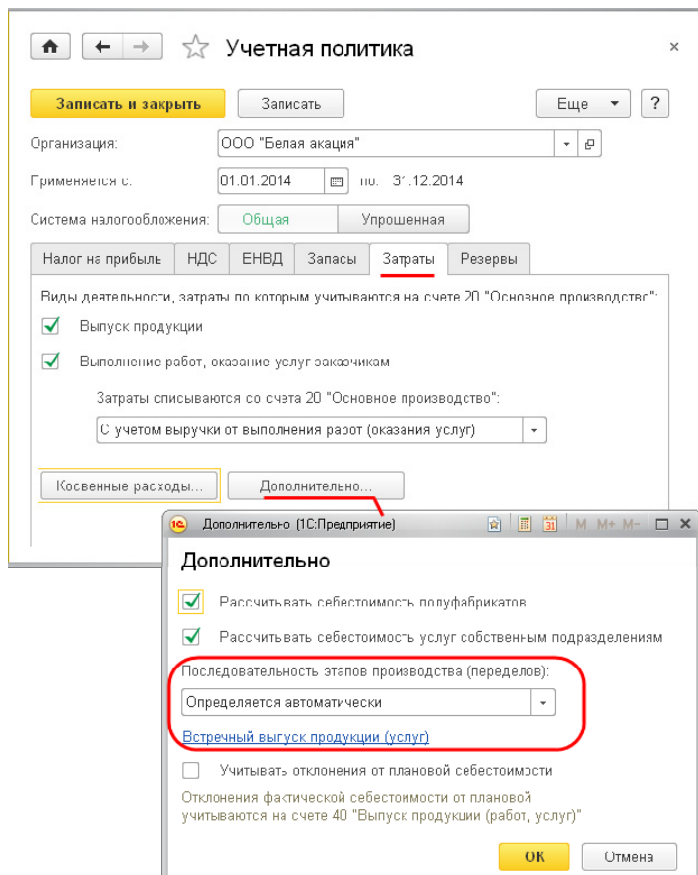 Учетная политика
Записать и закрыть Записать Еще ?
Организация: ООО "Белая акация"
Применяется с: 01.01.2014 по: 31.12.2014
Система налогообложения: Общая Упрощенная
Налог на прибыль НДС ЕНВД Запасы Затраты Резервы
Виды деятельности, затраты по которым учитываются на счете 20 "Основное производство":
Выпуск продукции
Выполнение работ, оказание услуг заказчикам
Затраты списываются со счета 20 "Основное производство":
С учетом выручки от выполнения работ (оказания услуг)
Косвенные расходы... Дополнительно...
1С Дополнительно (1С:Предприятие) 31 M M+ M-
Дополнительно
Рассчитывать себестоимость полуфабрикатов
Рассчитывать себестоимость услуг собственным подразделениям
Последовательность этапов производства (переделов):
Определяется автоматически
Встречный выпуск продукции (услуг)
Учитывать отклонения от плановой себестоимости
Отклонения фактической себестоимости от плановой
учитываются на счете 40 "Выпуск продукции (работ, услуг)"
ОК Отмена